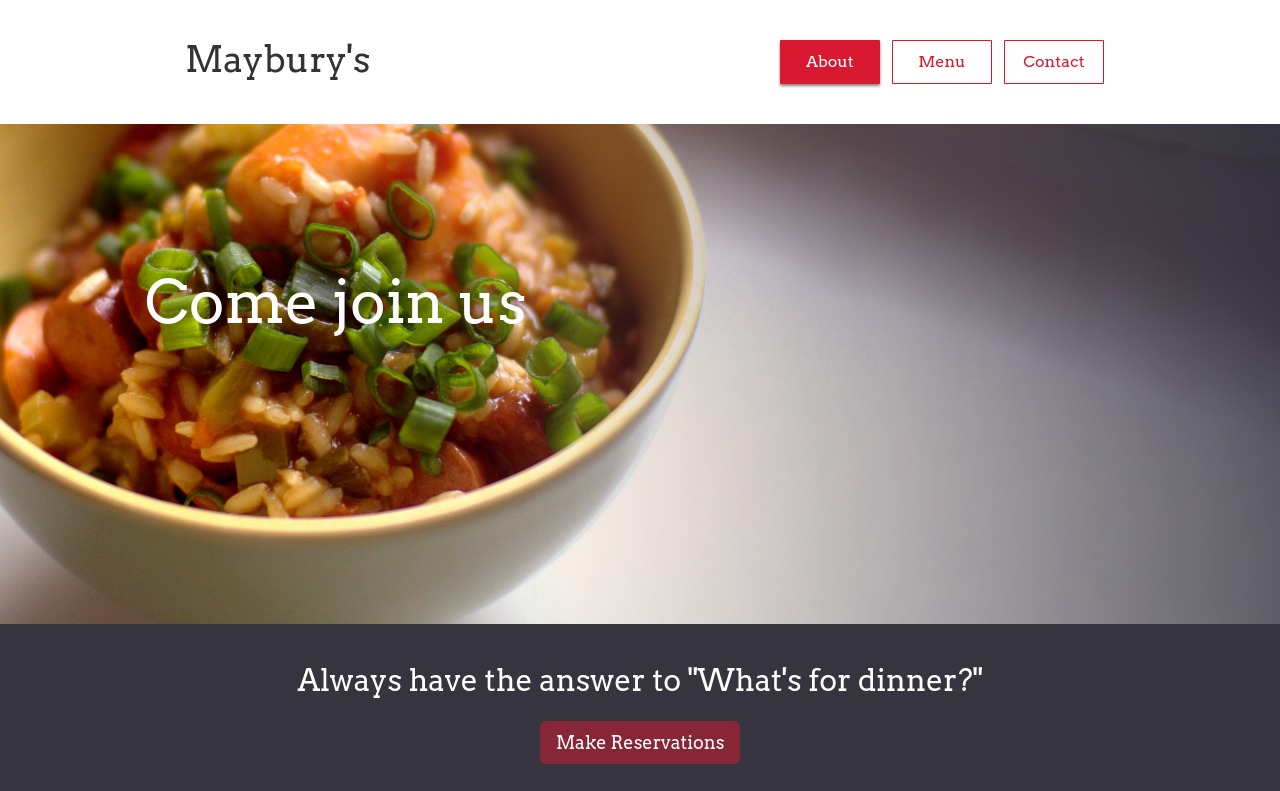 Maybury's
About
Menu
Contact
Come join us
Always have the answer to "What's for dinner?"
Make Reservations